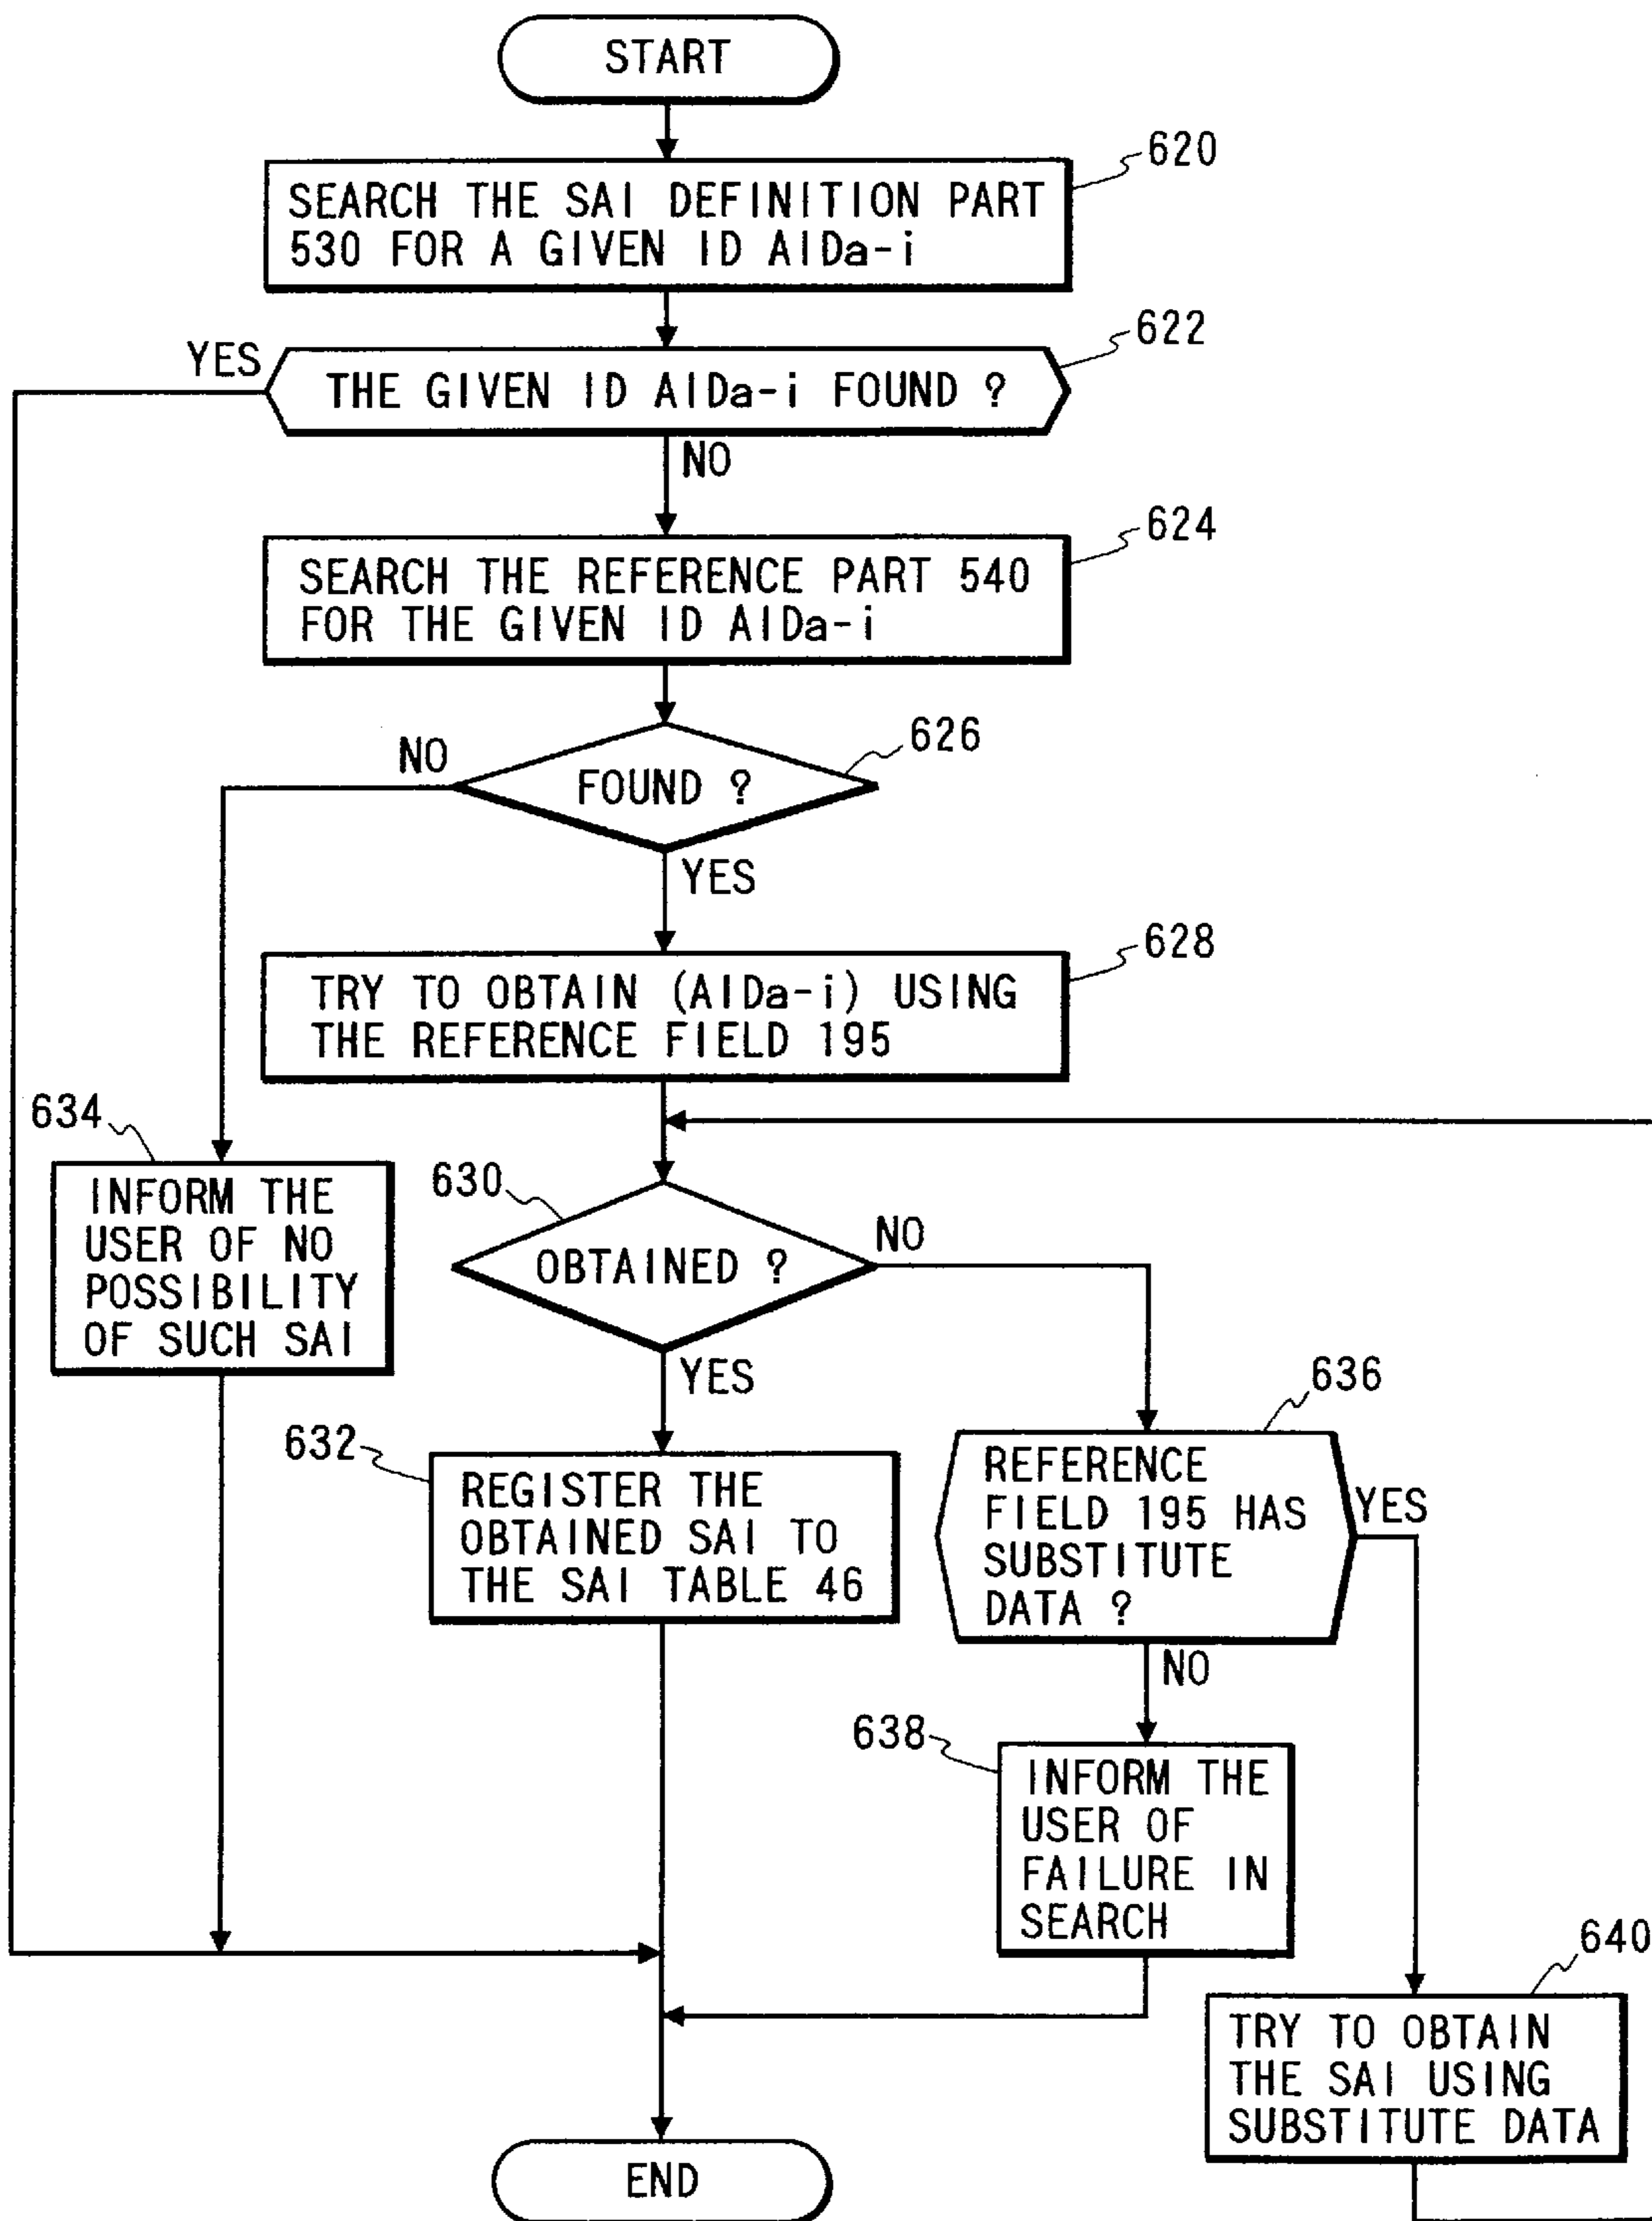 START
620
SEARCH THE SAI DEFINITION PART
530 FOR A GIVEN ID AIDa-i
622
YES
THE GIVEN ID AIDa-i FOUND ?
NO
624
SEARCH THE REFERENCE PART 540
FOR THE GIVEN ID AIDa-i
626
NO
FOUND ?
YES
628
TRY TO OBTAIN (AIDa-i) USING
THE REFERENCE FIELD 195
634
INFORM THE
USER OF NO
POSSIBILITY
OF SUCH SAI
630
OBTAINED ?
NO
YES
636
632
REGISTER THE
OBTAINED SAI TO
THE SAI TABLE 46
REFERENCE
FIELD 195 HAS
SUBSTITUTE
DATA ?
YES
NO
638
INFORM THE
USER OF
FAILURE IN
SEARCH
640
TRY TO OBTAIN
THE SAI USING
SUBSTITUTE DATA
END